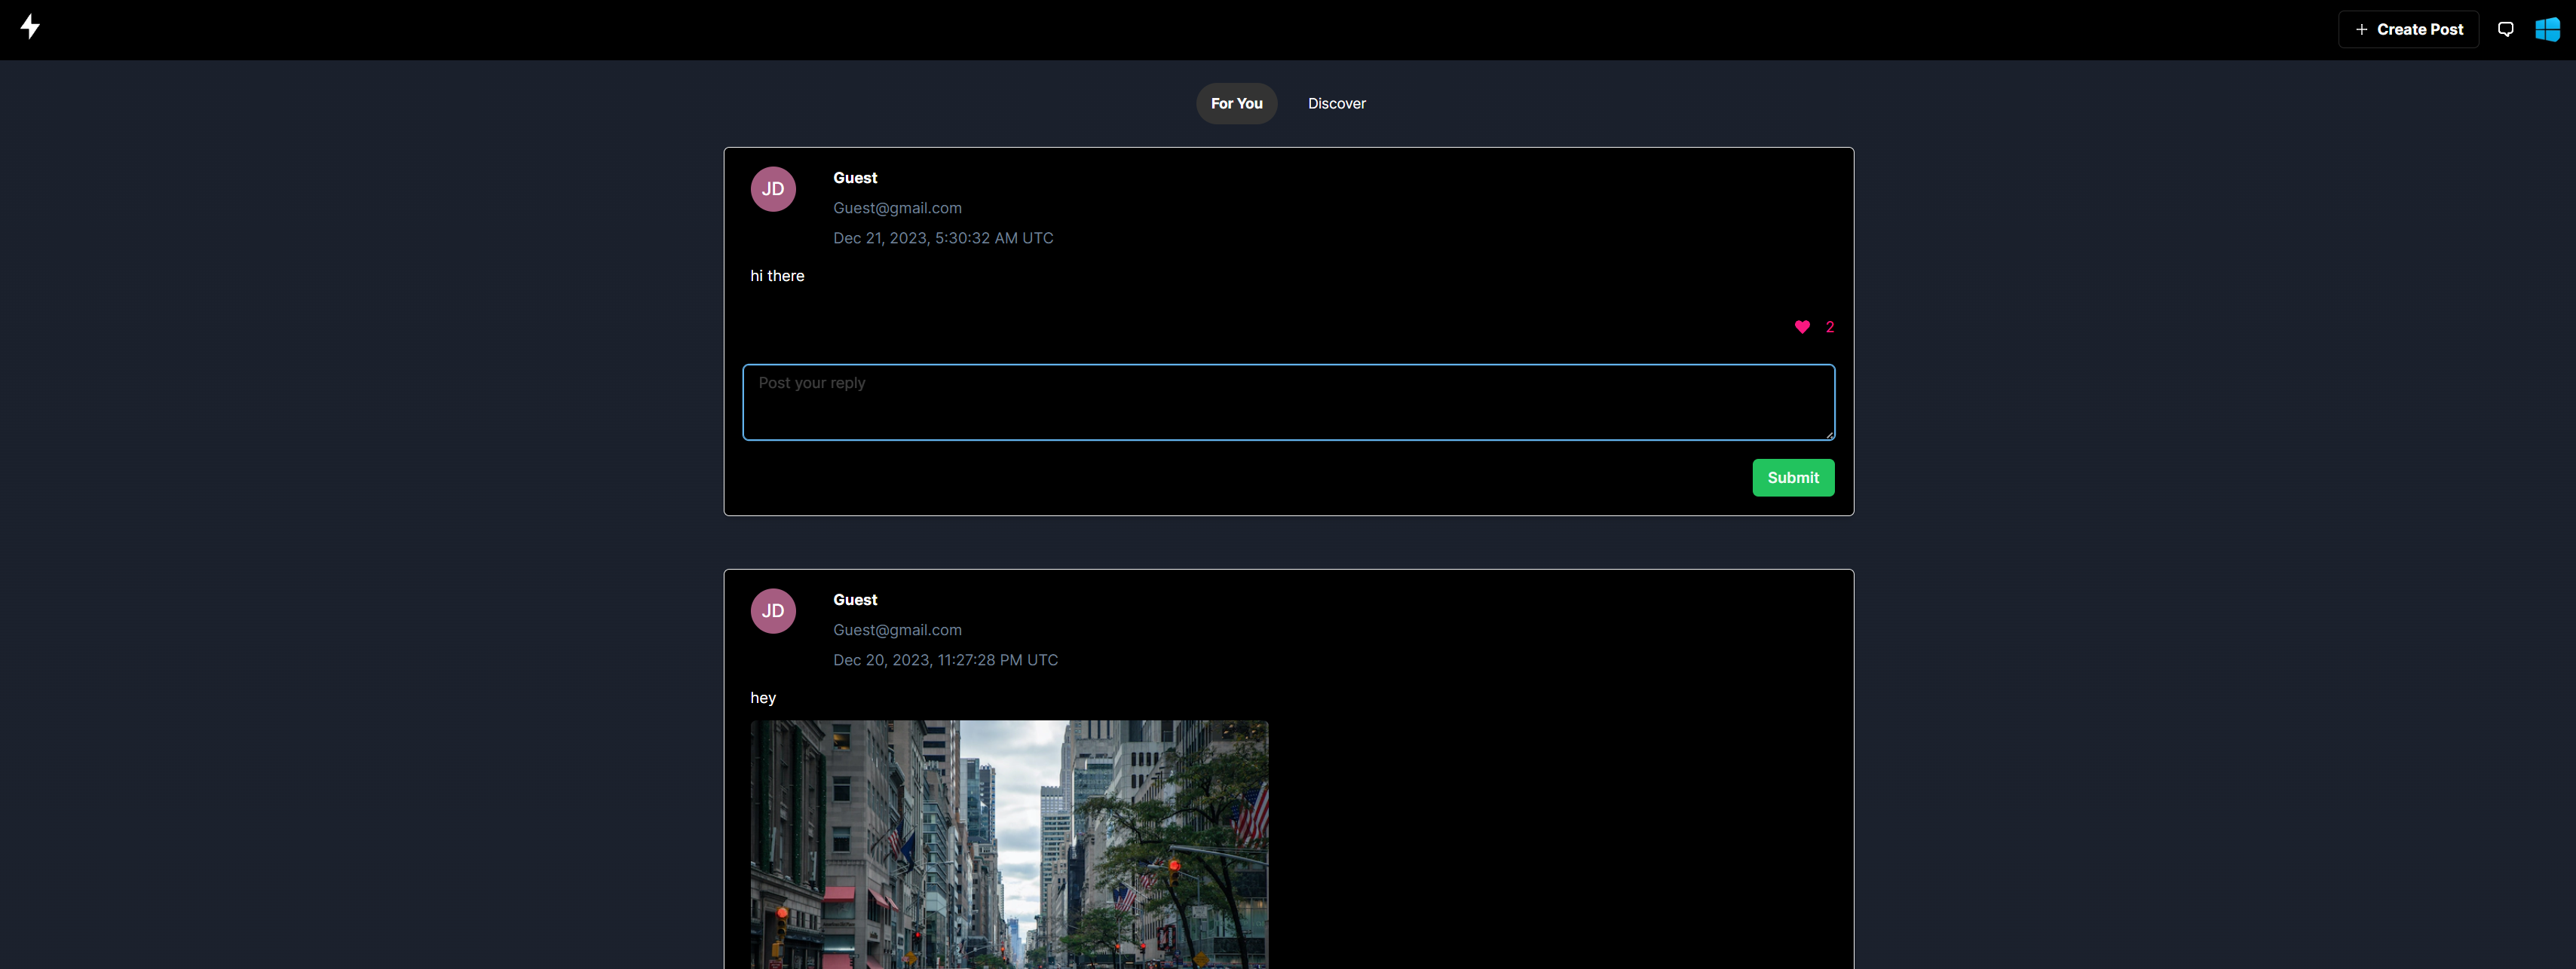 Create Post
For You
Discover
JD
Guest
Guest@gmail.com
Dec 21, 2023, 5:30:32 AM UTC
hi there
2
Post your reply
Submit
JD
Guest
Guest@gmail.com
Dec 20, 2023, 11:27:28 PM UTC
hey